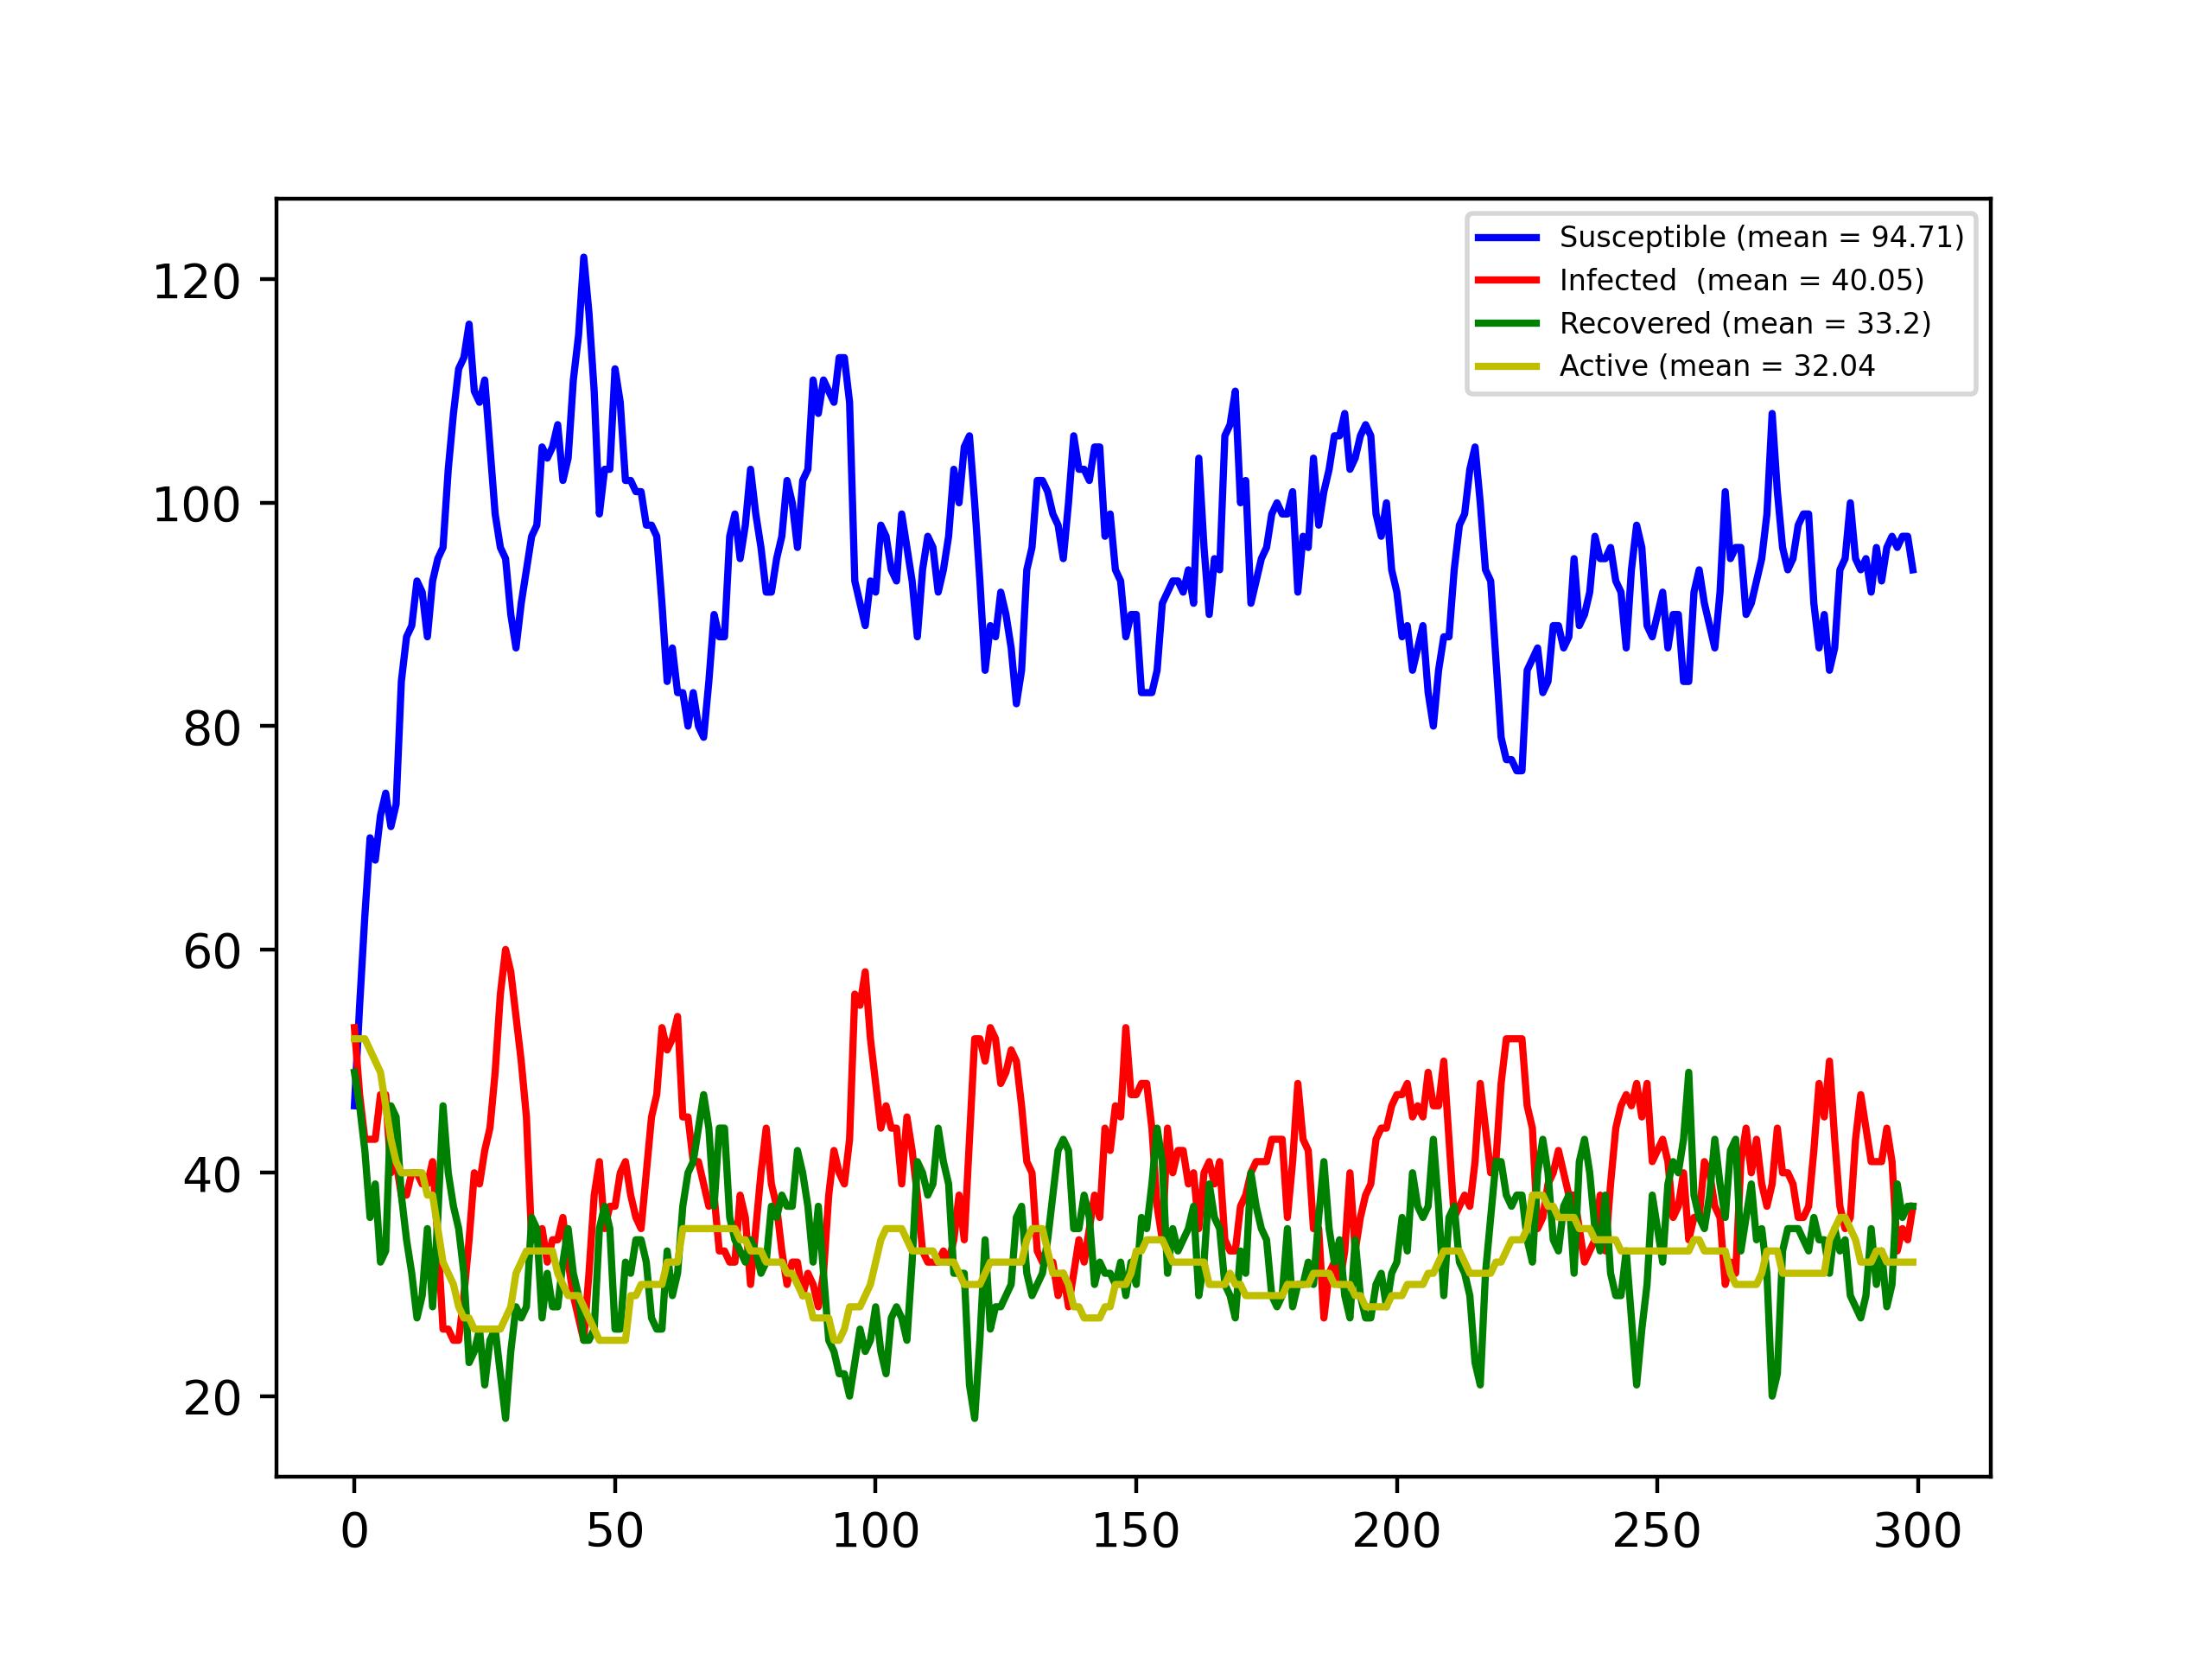 Susceptible (mean = 94.71)
Infected  (mean = 40.05)
Recovered (mean = 33.2)
Active (mean = 32.04
120
100
80
60
40
20
0 50 100 150 200 250 300